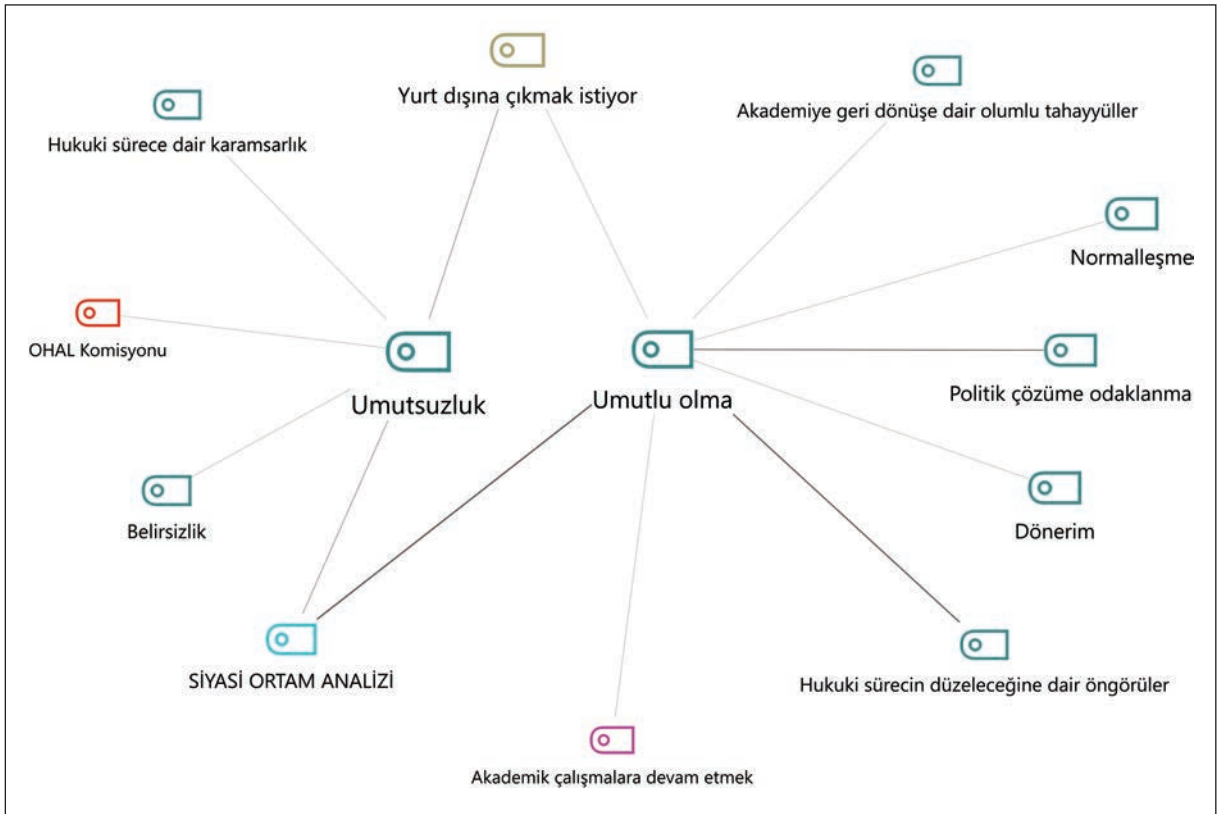 Yurt dışına çıkmak istiyor
Akademiye geri dönüşe dair olumlu tahayyüller
Hukuki sürece dair karamsarlık
Normalleşme
OHAL Komisyonu
Umutsuzluk
Umutlu olma
Politik çözüme odaklanma
Belirsizlik
Dönerim
SİYASİ ORTAM ANALİZİ
Hukuki sürecin düzeleceğine dair öngörüler
Akademik çalışmalara devam etmek